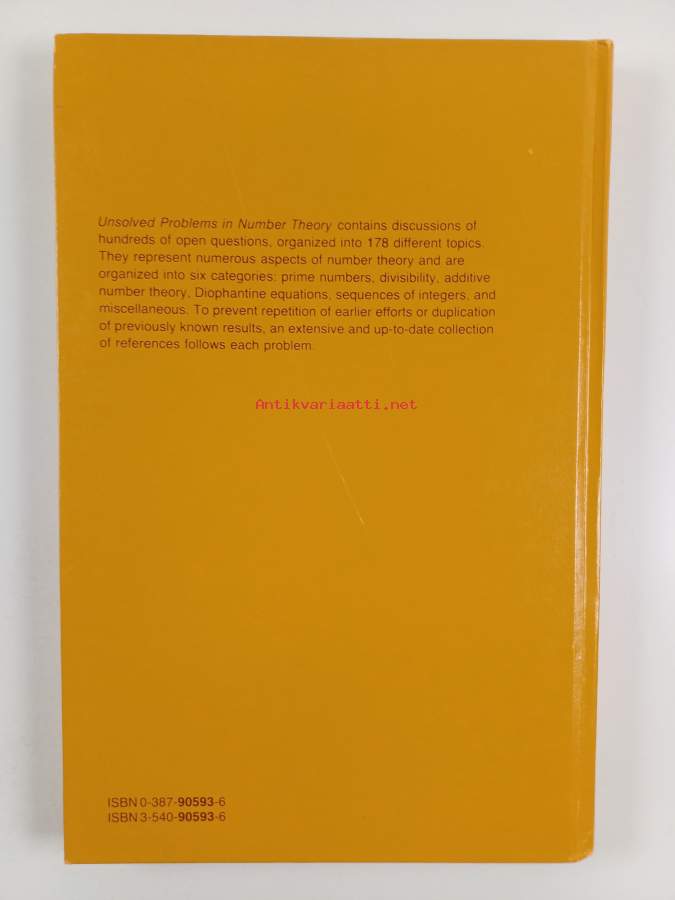 Unsolved Problems in Number Theory contains discussions of
hundreds of open questions, organized into 178 different topics.
They represent numerous aspects of number theory and are
organized into six categories: prime numbers, divisibility, additive
number theory, Diophantine equations, sequences of integers, and
miscellaneous. To prevent repetition of earlier efforts or duplication
of previously known results, an extensive and up-to-date collection
of references follows each problem.
Antikvariaatti.net
ISBN 0-387-90593-6
ISBN 3-540-90593-6